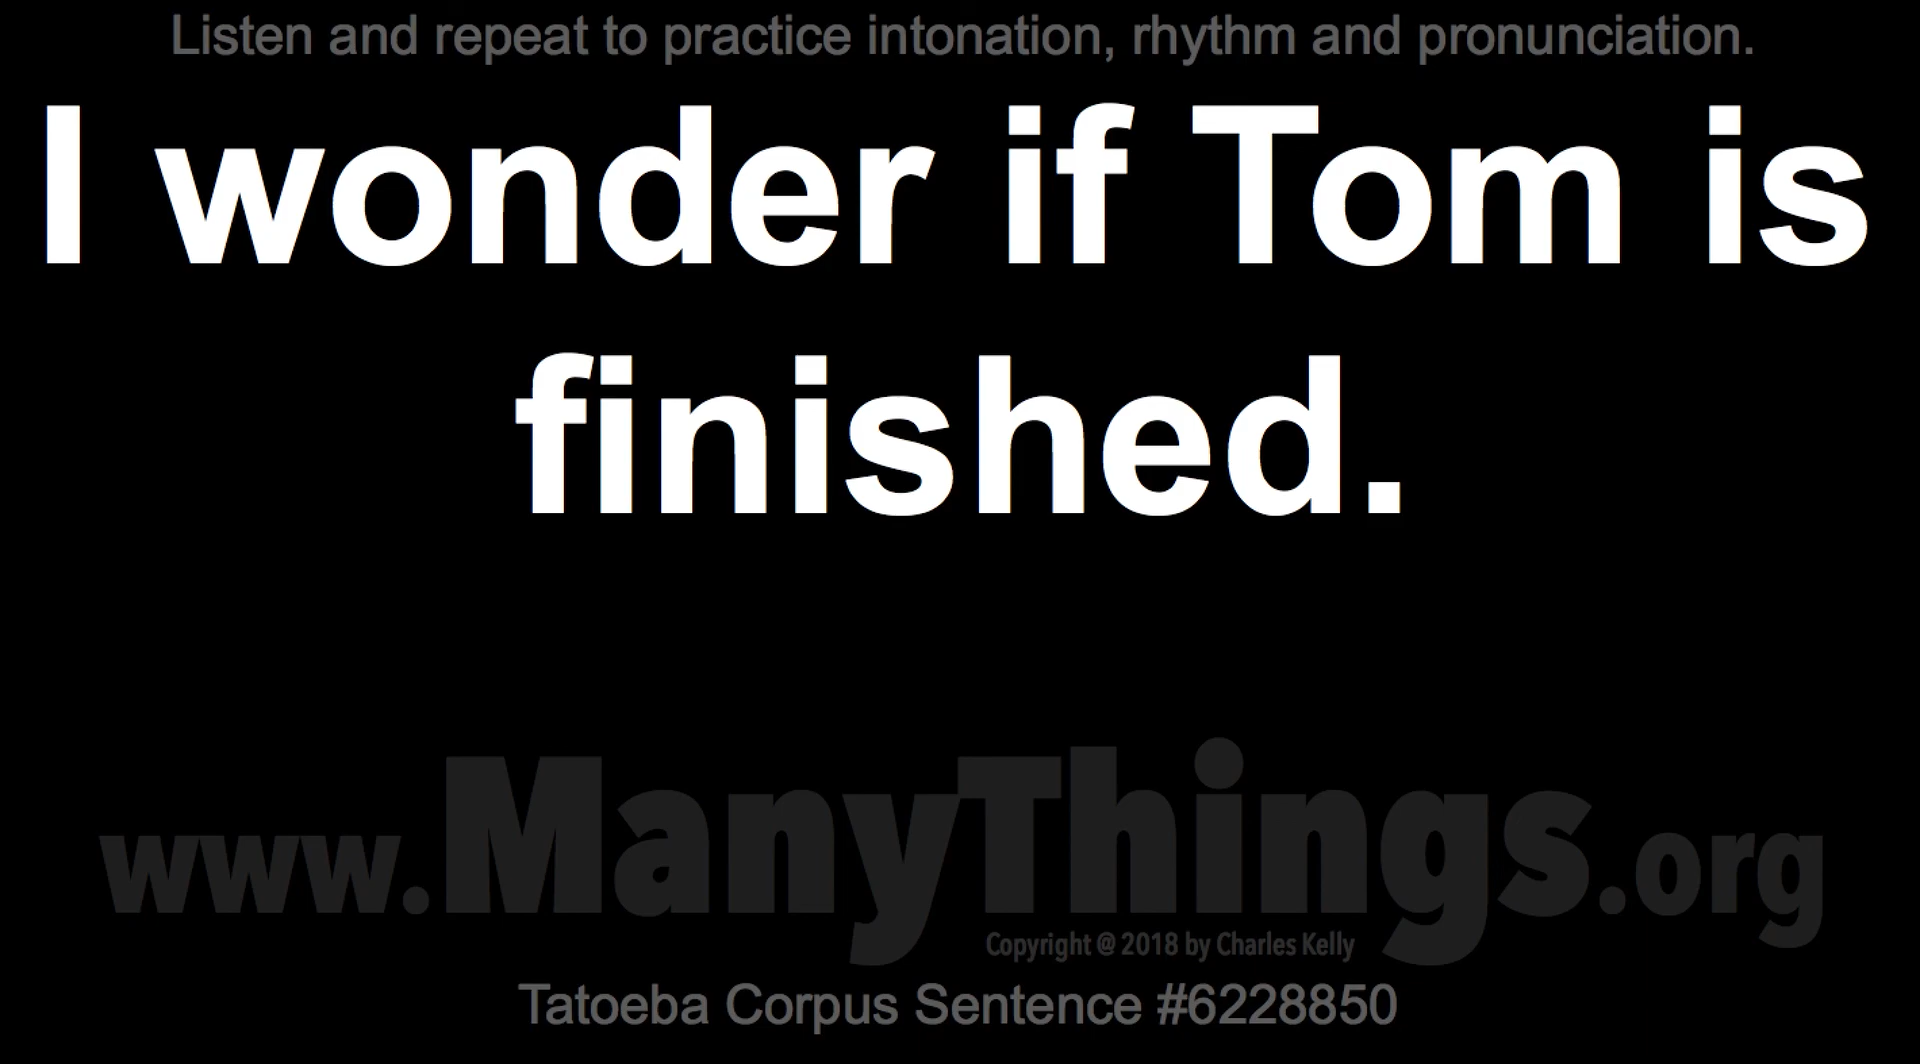 Listen and repeat to practice intonation, rhythm and pronunciation.
I wonder if Tom is
finished.
www.ManyThings.org
Copyright @ 2018 by Charles Kelly
Tatoeba Corpus Sentence #6228850